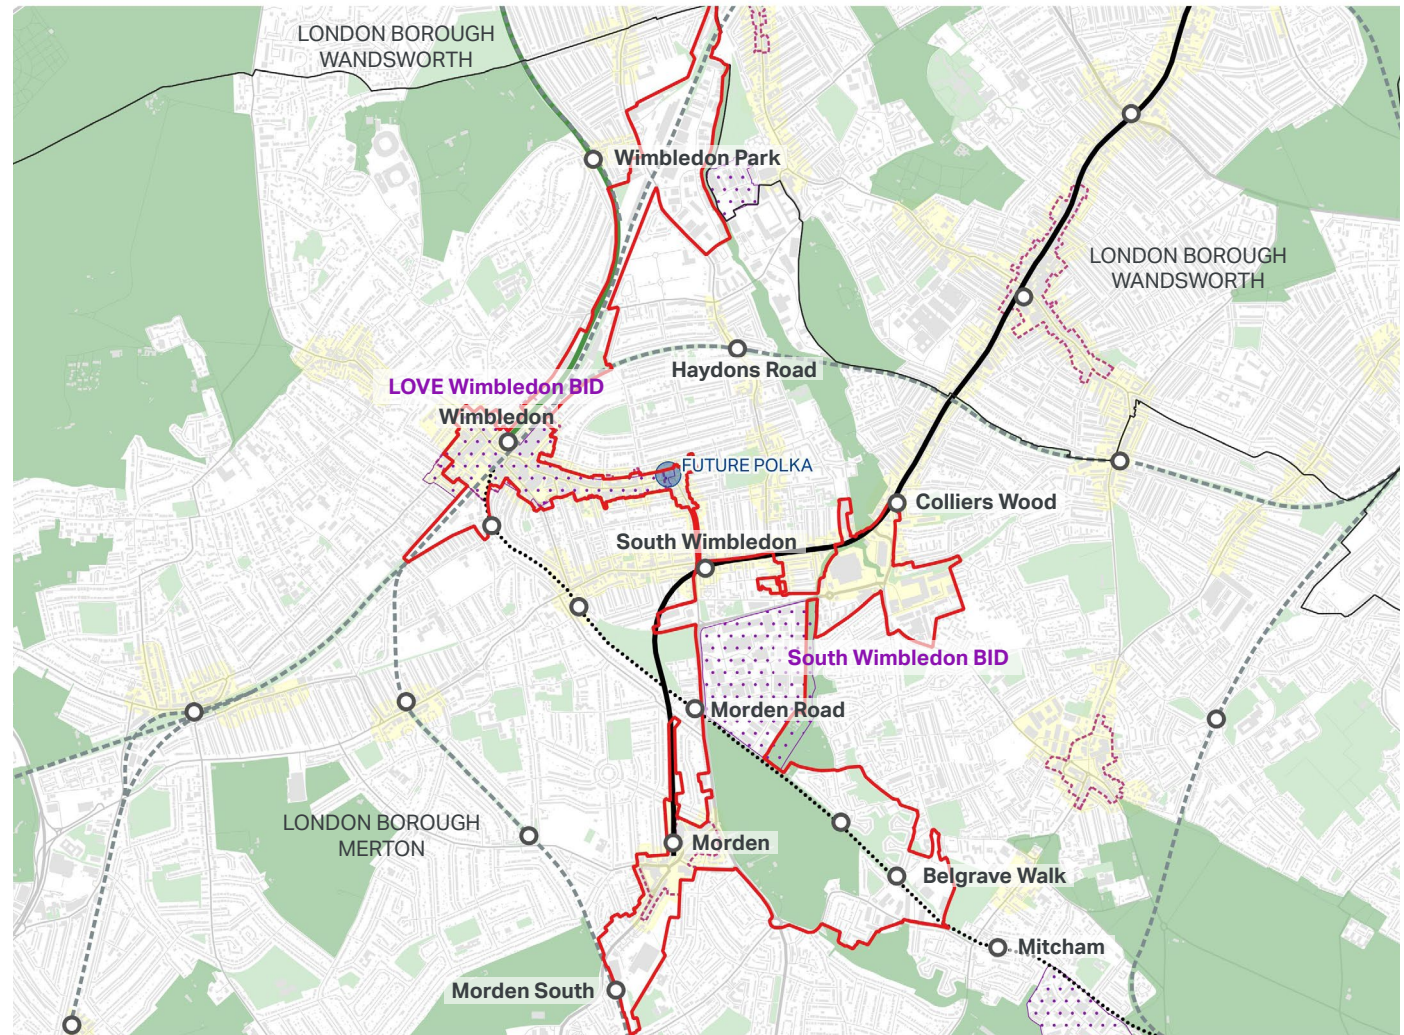 LONDON BOROUGH
WANDSWORTH
Wimbledon Park
LONDON BOROUGH
WANDSWORTH
Haydons Road
LOVE Wimbledon BID
Wimbledon
FUTURE POLKA
Colliers Wood
South Wimbledon
South Wimbledon BID
Morden Road
LONDON BOROUGH
MERTON
Morden
Belgrave Walk
Mitcham
Morden South